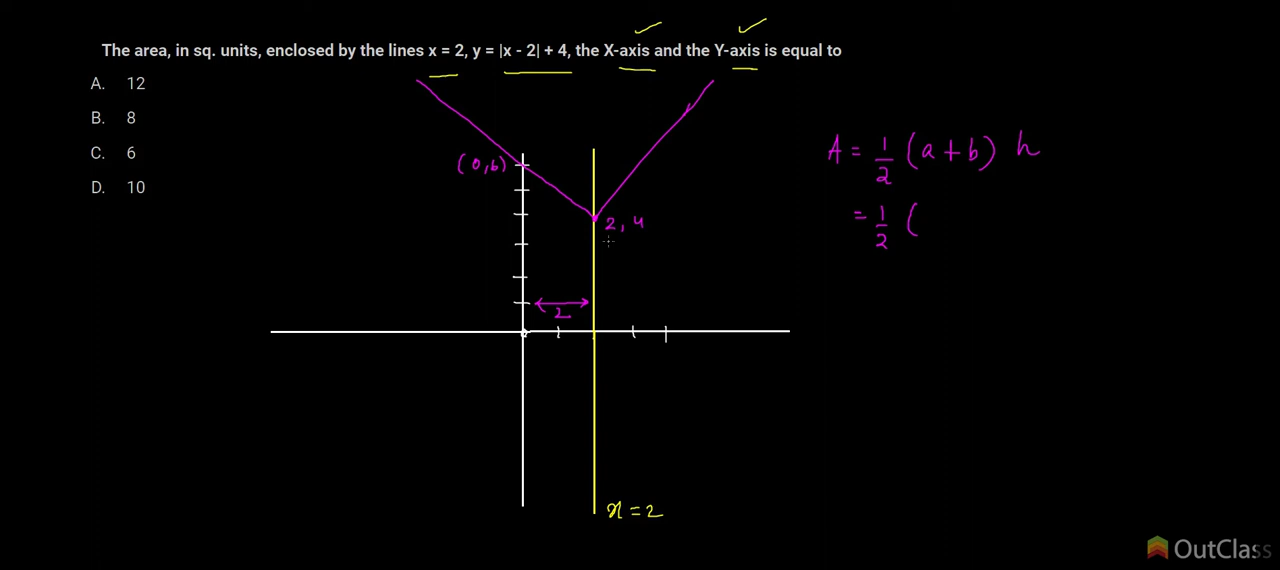 The area, in sq. units, enclosed by the lines x = 2, y = |x - 2| + 4, the X-axis and the Y-axis is equal to
A. 12
B. 8
C. 6
D. 10
A = 1/2 (a + b) h
(0,6)
= 1/2 (
2, 4
2
x = 2
OutClass